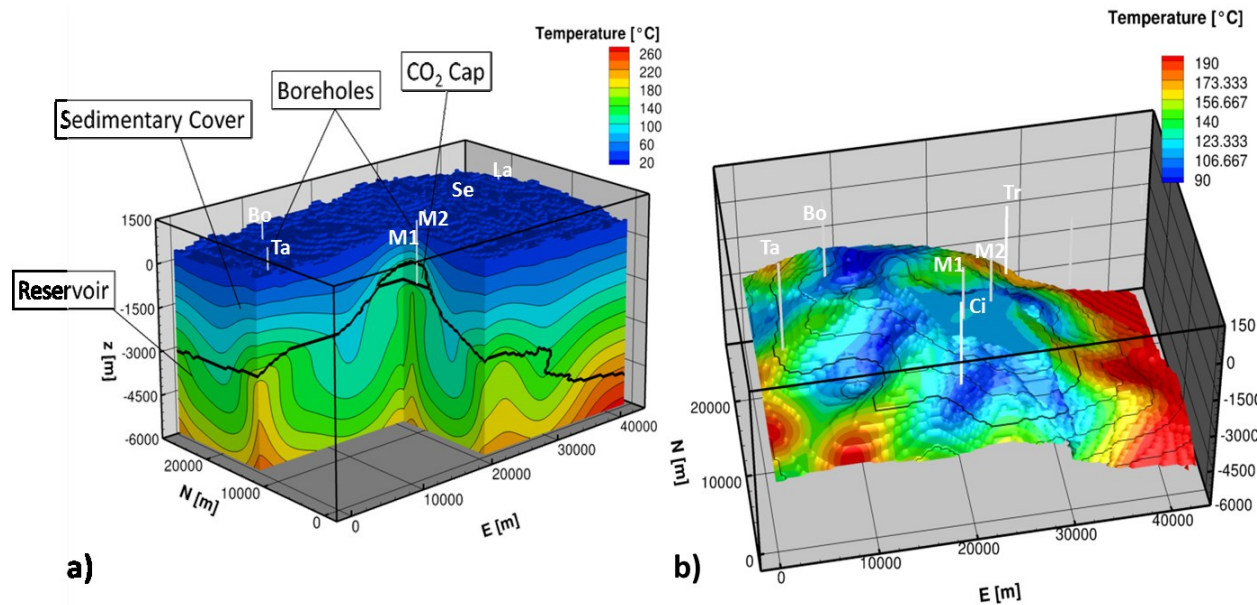 Temperature [°C]
260
220
180
140
100
60
20
CO₂ Cap
Boreholes
Sedimentary Cover
La
Se
Bo
Ta
M2
M1
Reservoir
1500
0
-1500
-3000
-4500
-6000
z [m]
20000
10000
0
N [m]
0
10000
20000
30000
40000
E [m]
a)
Temperature [°C]
190
173.333
156.667
140
123.333
106.667
90
Tr
Bo
Ta
M2
M1
Ci
150
0
-1500
-3000
-4500
-6000
20000
10000
0
N [m]
0
10000
20000
30000
40000
E [m]
b)